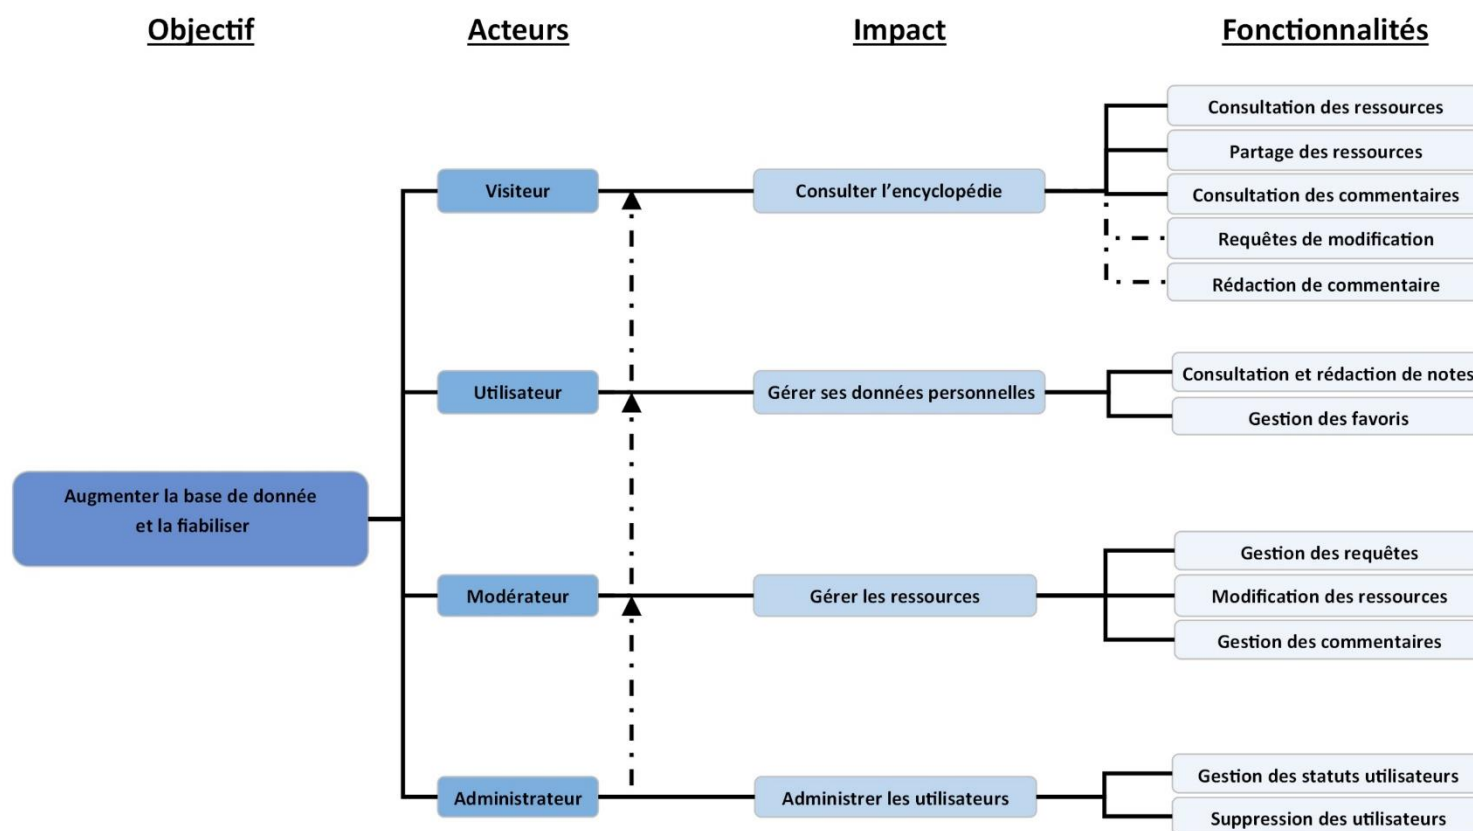 Objectif
Acteurs
Impact
Fonctionnalités
Consultation des ressources
Partage des ressources
Visiteur
Consulter l'encyclopédie
Consultation des commentaires
Requêtes de modification
Rédaction de commentaire
Utilisateur
Gérer ses données personnelles
Consultation et rédaction de notes
Gestion des favoris
Augmenter la base de donnée
et la fiabiliser
Modérateur
Gérer les ressources
Gestion des requêtes
Modification des ressources
Gestion des commentaires
Administrateur
Administrer les utilisateurs
Gestion des statuts utilisateurs
Suppression des utilisateurs